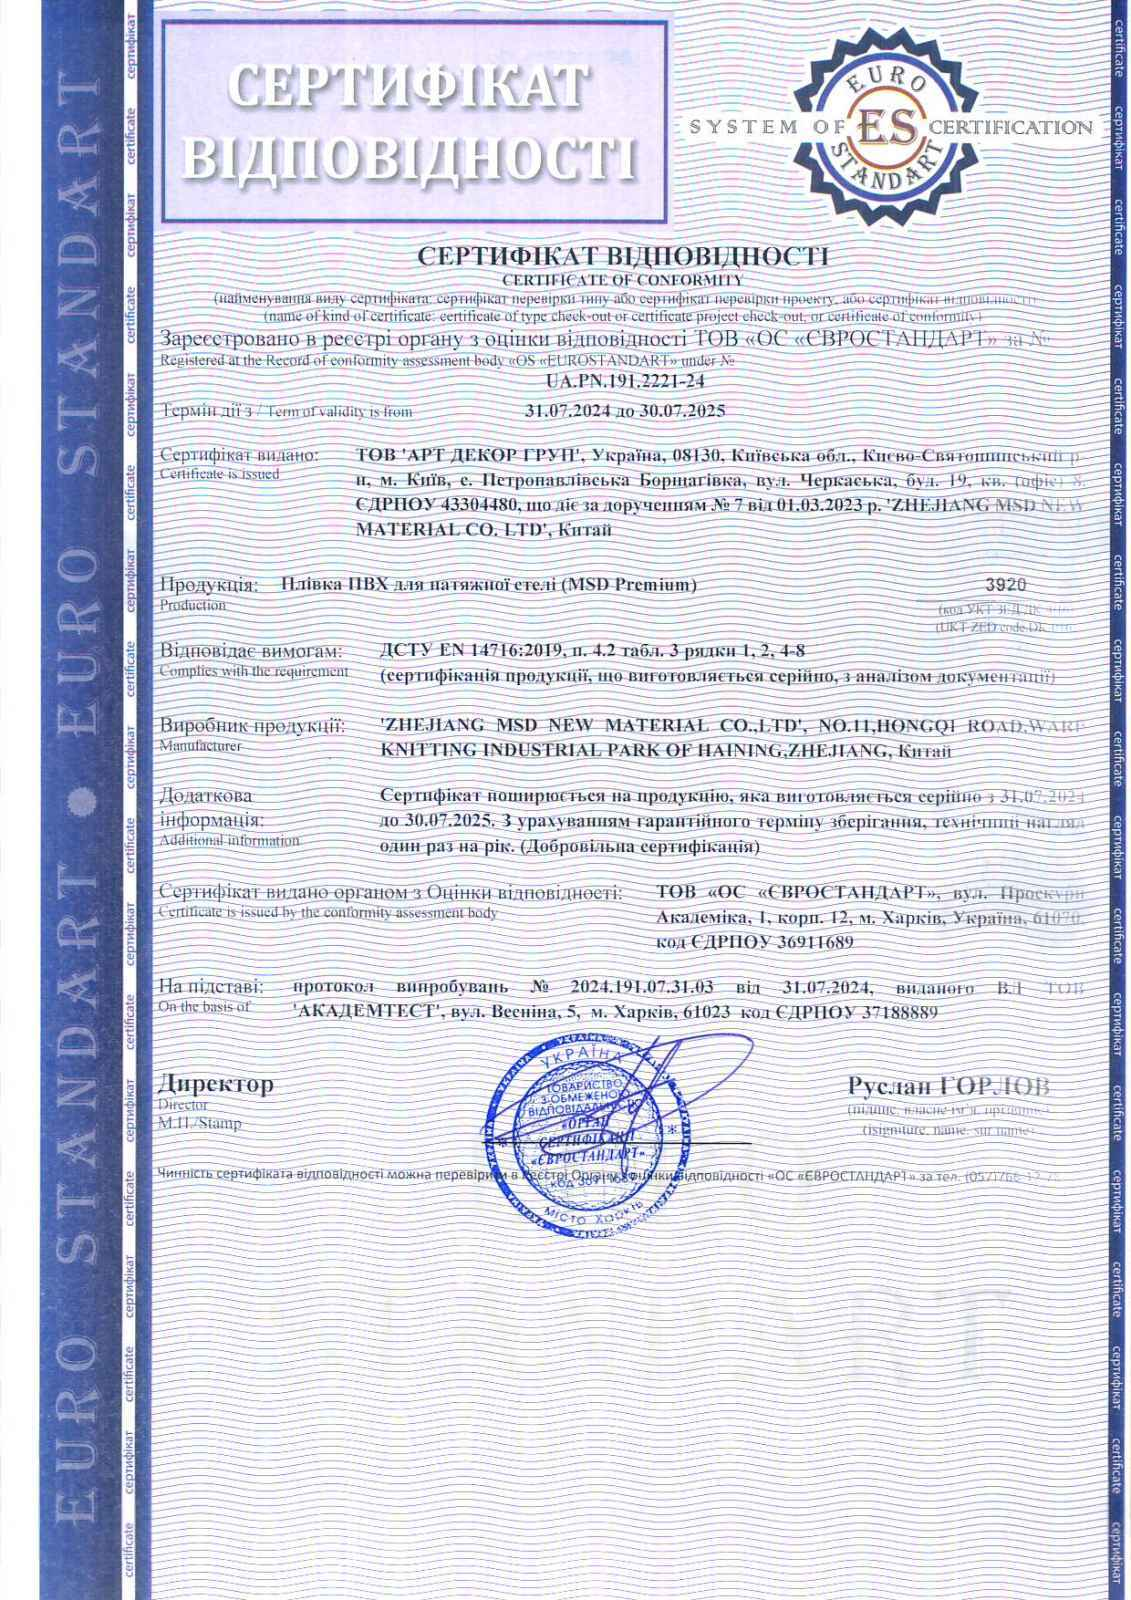 СЕРТИФІКАТ
ВІДПОВІДНОСТІ
EURO
SYSTEM OF ES CERTIFICATION
STANDART
СЕРТИФІКАТ ВІДПОВІДНОСТІ
CERTIFICATE OF CONFORMITY
(найменування виду сертифіката: сертифікат перевірки типу або сертифікат перевірки проекту, або сертифікат відповідності)
(name of kind of certificate: certificate of type check-out or certificate project check-out, or certificate of conformity)
Зареєстровано в реєстрі органу з оцінки відповідності ТОВ «ОС «ЄВРОСТАНДАРТ» за №
Registered at the Record of conformity assessment body «OS «EUROSTANDART» under №
UA.PN.191.2221-24
Термін дії з / Term of validity is from 31.07.2024 до 30.07.2025
Сертифікат видано: ТОВ 'АРТ ДЕКОР ГРУП', Україна, 08130, Київська обл., Києво-Святошинський р-
Certificate is issued н, м. Київ, с. Петропавлівська Борщагівка, вул. Черкаська, буд. 19, кв. (офіс) 8,
ЄДРПОУ 43304480, що діє за дорученням № 7 від 01.03.2023 р. 'ZHEJIANG MSD NEW
MATERIAL CO. LTD', Китай
Продукція: Плівка ПВХ для натяжної стелі (MSD Premium) 3920
Production
(код УКТ ЗЕД,ДК
(UKT ZED code,DK
Відповідає вимогам: ДСТУ EN 14716:2019, п. 4.2 табл. 3 рядки 1, 2, 4-8
Complies with the requirement (сертифікація продукції, що виготовляється серійно, з аналізом документації)
Виробник продукції: 'ZHEJIANG MSD NEW MATERIAL CO.,LTD', NO.11,HONGQI ROAD,WARP
Manufacturer KNITTING INDUSTRIAL PARK OF HAINING,ZHEJIANG, Китай
Додаткова Сертифікат поширюється на продукцію, яка виготовляється серійно з 31.07.2024
інформація: до 30.07.2025. З урахуванням гарантійного терміну зберігання, технічний нагляд
Additional information один раз на рік. (Добровільна сертифікація)
Сертифікат видано органом з Оцінки відповідності: ТОВ «ОС «ЄВРОСТАНДАРТ», вул. Проскури
Certificate is issued by the conformity assessment body Академіка, 1, корп. 12, м. Харків, Україна, 61070,
код ЄДРПОУ 36911689
На підставі: протокол випробувань № 2024.191.07.31.03 від 31.07.2024, виданого ВЛ ТОВ
On the basis of 'АКАДЕМТЕСТ', вул. Весніна, 5, м. Харків, 61023 код ЄДРПОУ 37188889
Директор Руслан ГОРЛОВ
Director (підпис, власне ім'я, прізвище)
М.П./Stamp (signiture, name, sur name)
УКРАЇНА
ТОВАРИСТВО
З ОБМЕЖЕНОЮ
ВІДПОВІДАЛЬНІСТЮ
«ОРГАН
СЕРТИФІКАЦІЇ
«ЄВРОСТАНДАРТ»
КОД 36911689
МІСТО ХАРКІВ
Чинність сертифіката відповідності можна перевірити в Реєстрі Органу з оцінки відповідності «ОС «ЄВРОСТАНДАРТ» за тел. (057)766-
EURO STANDART • EURO STANDART • EURO STANDART
сертифікат certificate